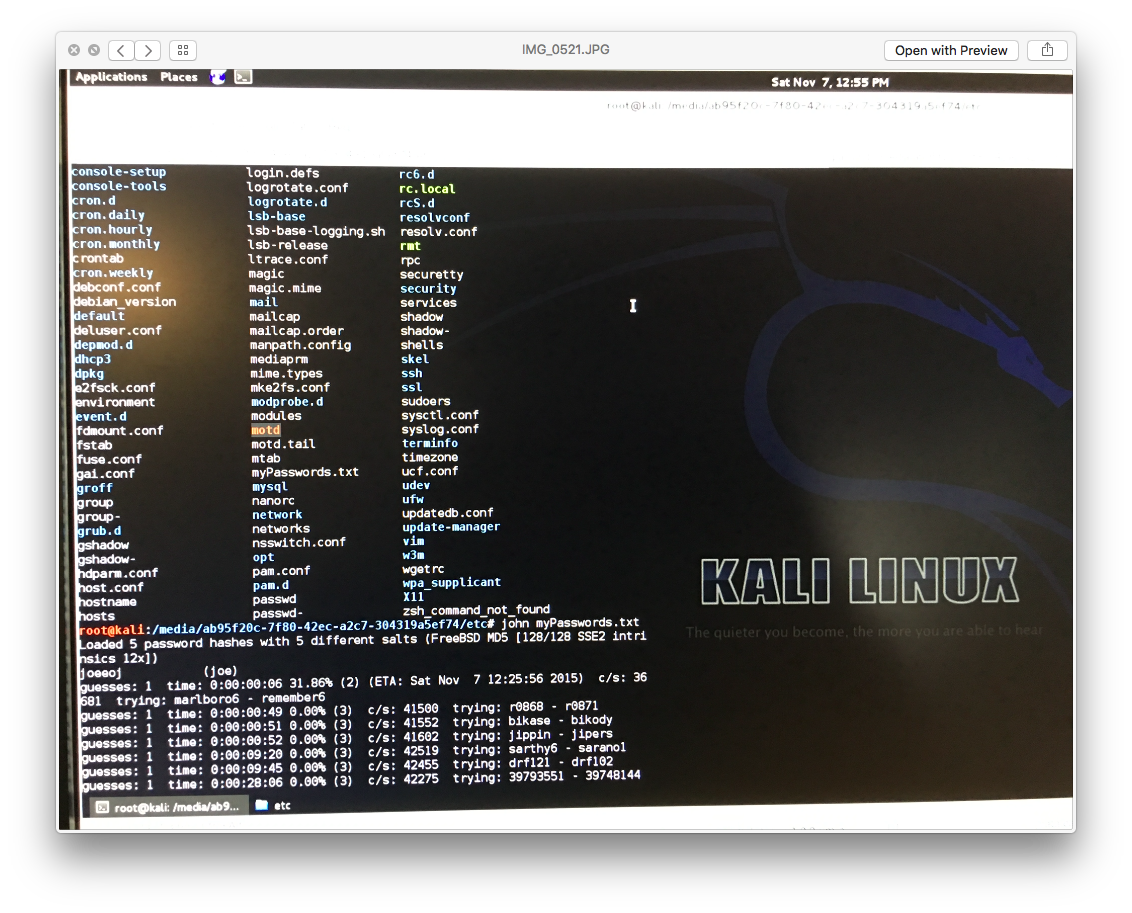 IMG_0521.JPG
Open with Preview
Applications Places
Sat Nov 7, 12:55 PM
root@kali: /media/ab95f20c-7f80-42ec-a2c7-304319a5ef74/etc
console-setup login.defs rc6.d
console-tools logrotate.conf rc.local
cron.d logrotate.d rcS.d
cron.daily lsb-base resolvconf
cron.hourly lsb-base-logging.sh resolv.conf
cron.monthly lsb-release rmt
crontab ltrace.conf rpc
cron.weekly magic securetty
debconf.conf magic.mime security
debian_version mail services
default mailcap shadow
deluser.conf mailcap.order shadow-
depmod.d manpath.config shells
dhcp3 mediaprm skel
dpkg mime.types ssh
e2fsck.conf mke2fs.conf ssl
environment modprobe.d sudoers
event.d modules sysctl.conf
fdmount.conf motd syslog.conf
fstab motd.tail terminfo
fuse.conf mtab timezone
gai.conf myPasswords.txt ucf.conf
groff mysql udev
group nanorc ufw
group- network updatedb.conf
grub.d networks update-manager
gshadow nsswitch.conf vim
gshadow- opt w3m
hdparm.conf pam.conf wgetrc
host.conf pam.d wpa_supplicant
hostname passwd X11
hosts passwd- zsh_command_not_found
root@kali:/media/ab95f20c-7f80-42ec-a2c7-304319a5ef74/etc# john myPasswords.txt
Loaded 5 password hashes with 5 different salts (FreeBSD MD5 [128/128 SSE2 intri
nsics 12x])
joeeoj (joe)
guesses: 1 time: 0:00:00:06 31.86% (2) (ETA: Sat Nov 7 12:25:56 2015) c/s: 36
681 trying: marlboro6 - remember6
guesses: 1 time: 0:00:00:49 0.00% (3) c/s: 41500 trying: r0868 - r0871
guesses: 1 time: 0:00:00:51 0.00% (3) c/s: 41552 trying: bikase - bikody
guesses: 1 time: 0:00:00:52 0.00% (3) c/s: 41602 trying: jippin - jipers
guesses: 1 time: 0:00:09:20 0.00% (3) c/s: 42519 trying: sarthy6 - sarano1
guesses: 1 time: 0:00:09:45 0.00% (3) c/s: 42455 trying: drf121 - drf102
guesses: 1 time: 0:00:28:06 0.00% (3) c/s: 42275 trying: 39793551 - 39748144
KALI LINUX
The quieter you become, the more you are able to hear
root@kali: /media/ab9... etc